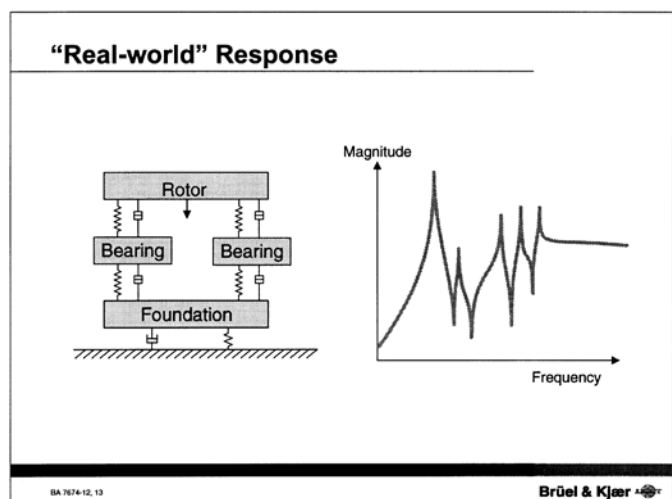 “Real-world” Response
Rotor
Bearing
Bearing
Foundation
Magnitude
Frequency
BA 7674-12, 13
Brüel & Kjær